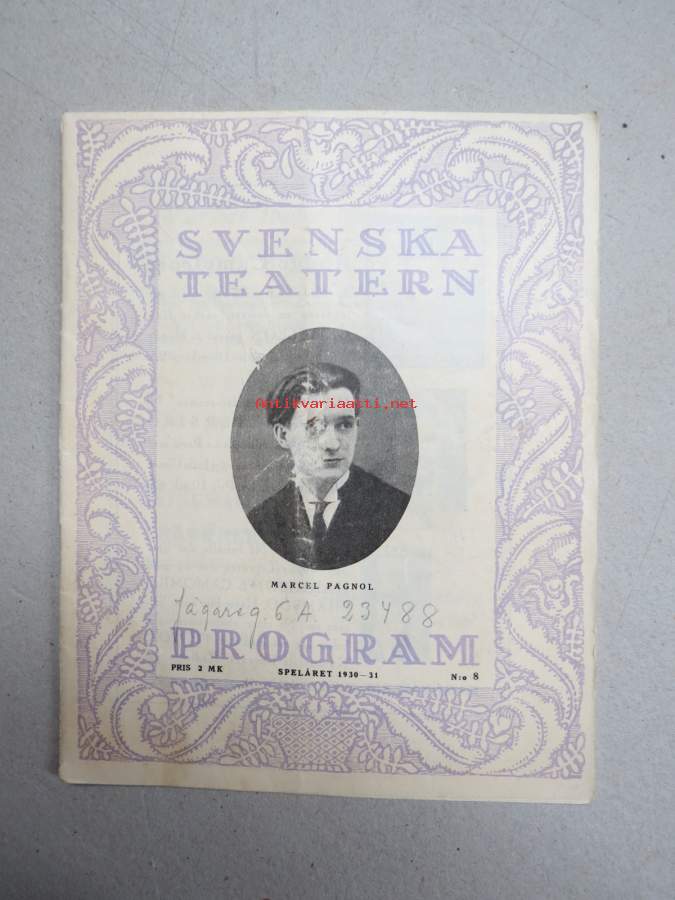 SVENSKA
TEATERN
Antikvariaatti.net
MARCEL PAGNOL
Jägareg. 6 A 23488
PROGRAM
PRIS 2 MK SPELÅRET 1930-31 N:o 8